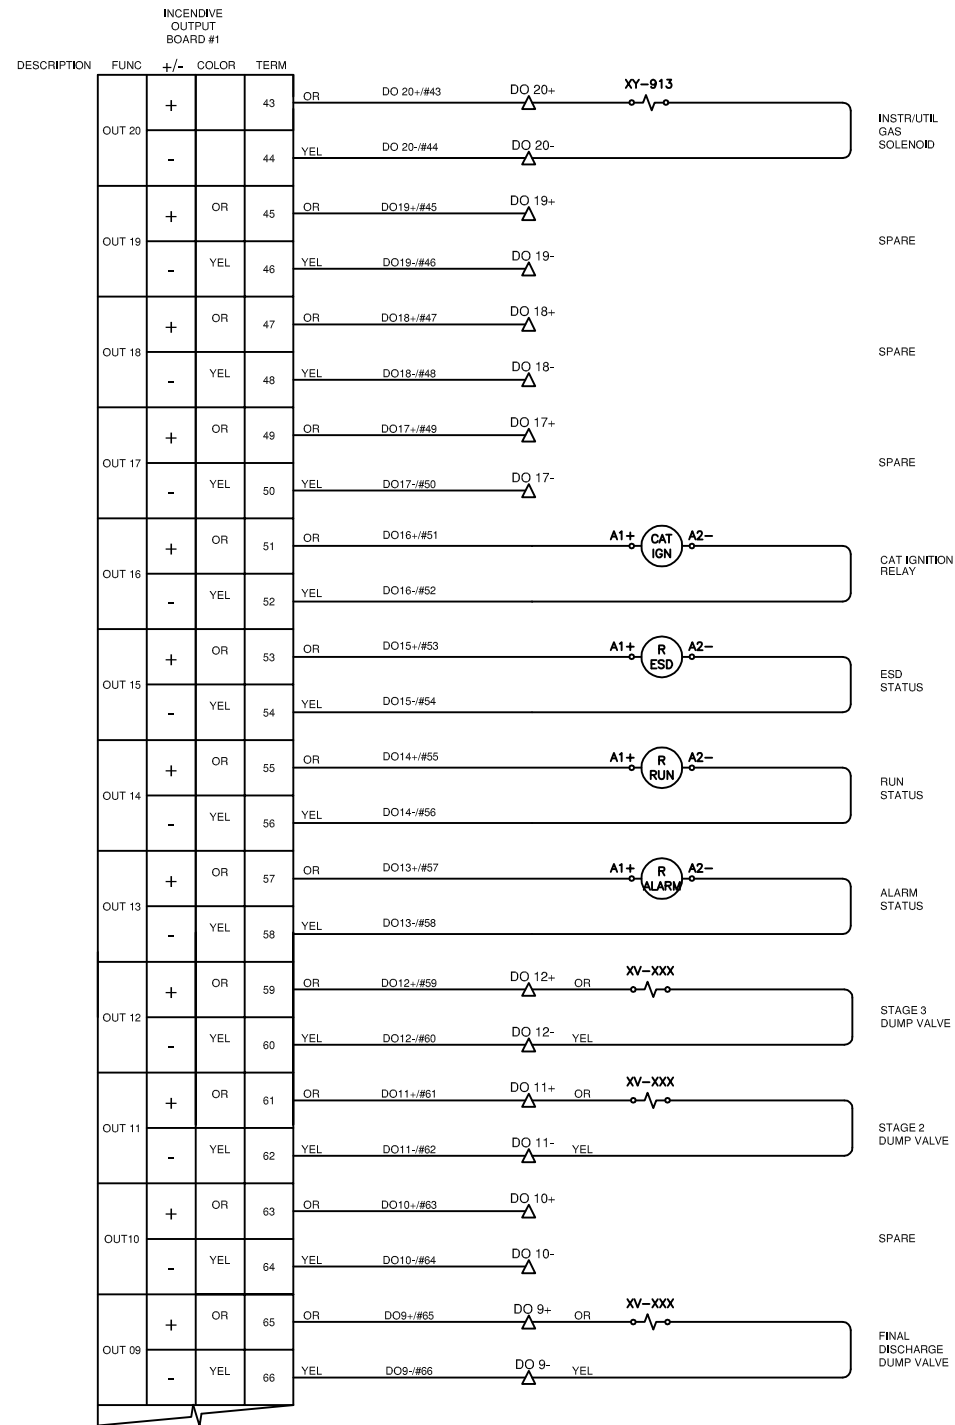 INCENDIVE
OUTPUT
BOARD #1
DESCRIPTION FUNC +/- COLOR TERM
OUT 20
+ 43 OR DO 20+/#43 DO 20+ XY-913
- 44 YEL DO 20-/#44 DO 20-
INSTR/UTIL
GAS
SOLENOID
OUT 19
+ OR 45 OR DO19+/#45 DO 19+
- YEL 46 YEL DO19-/#46 DO 19-
SPARE
OUT 18
+ OR 47 OR DO18+/#47 DO 18+
- YEL 48 YEL DO18-/#48 DO 18-
SPARE
OUT 17
+ OR 49 OR DO17+/#49 DO 17+
- YEL 50 YEL DO17-/#50 DO 17-
SPARE
OUT 16
+ OR 51 OR DO16+/#51 A1+ CAT IGN A2-
- YEL 52 YEL DO16-/#52
CAT IGNITION
RELAY
OUT 15
+ OR 53 OR DO15+/#53 A1+ R ESD A2-
- YEL 54 YEL DO15-/#54
ESD
STATUS
OUT 14
+ OR 55 OR DO14+/#55 A1+ R RUN A2-
- YEL 56 YEL DO14-/#56
RUN
STATUS
OUT 13
+ OR 57 OR DO13+/#57 A1+ R ALARM A2-
- YEL 58 YEL DO13-/#58
ALARM
STATUS
OUT 12
+ OR 59 OR DO12+/#59 DO 12+ OR XV-XXX
- YEL 60 YEL DO12-/#60 DO 12- YEL
STAGE 3
DUMP VALVE
OUT 11
+ OR 61 OR DO11+/#61 DO 11+ OR XV-XXX
- YEL 62 YEL DO11-/#62 DO 11- YEL
STAGE 2
DUMP VALVE
OUT10
+ OR 63 OR DO10+/#63 DO 10+
- YEL 64 YEL DO10-/#64 DO 10-
SPARE
OUT 09
+ OR 65 OR DO9+/#65 DO 9+ OR XV-XXX
- YEL 66 YEL DO9-/#66 DO 9- YEL
FINAL
DISCHARGE
DUMP VALVE